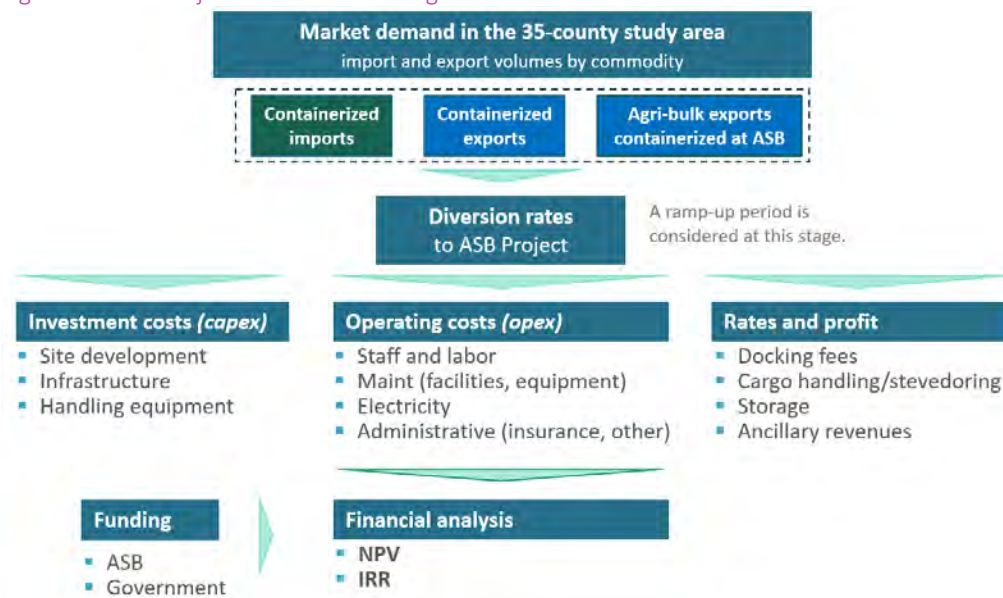 Market demand in the 35-county study area
import and export volumes by commodity
Containerized
imports
Containerized
exports
Agri-bulk exports
containerized at ASB
Diversion rates
to ASB Project
A ramp-up period is
considered at this stage.
Investment costs (capex)
Site development
Infrastructure
Handling equipment
Operating costs (opex)
Staff and labor
Maint (facilities, equipment)
Electricity
Administrative (insurance, other)
Rates and profit
Docking fees
Cargo handling/stevedoring
Storage
Ancillary revenues
Funding
ASB
Government
Financial analysis
NPV
IRR